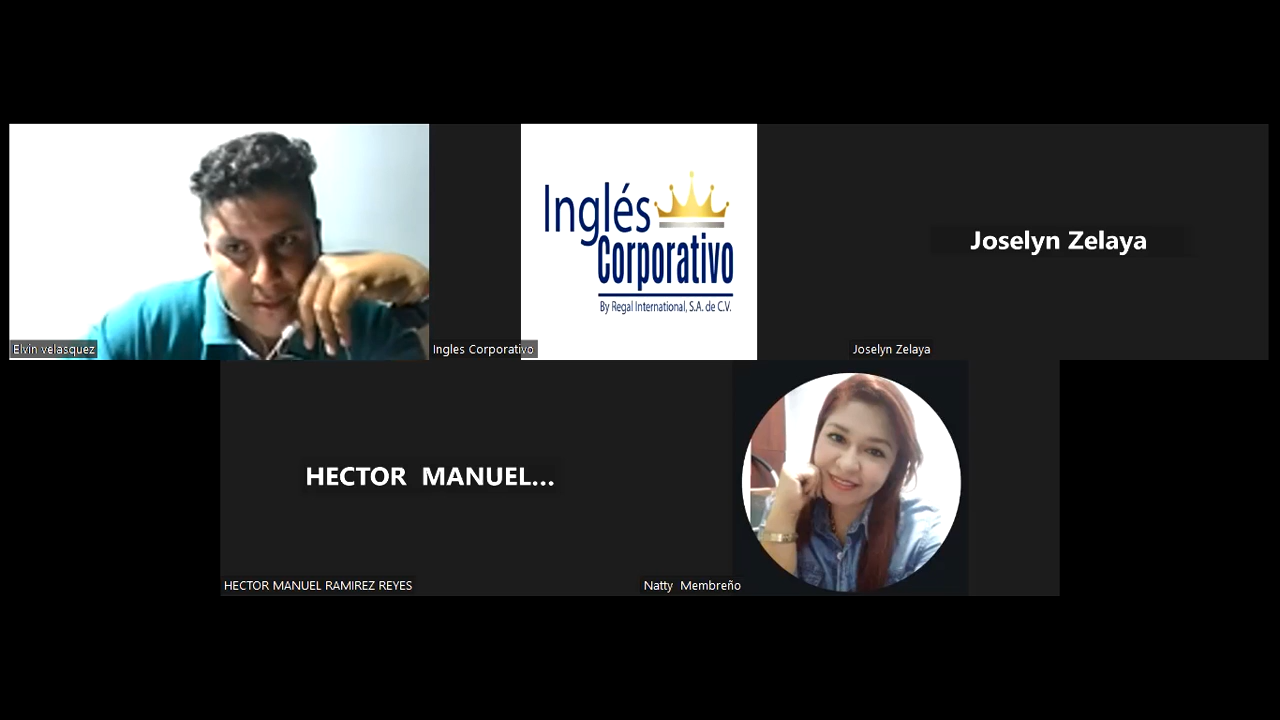 Inglés
Corporativo
By Regal International, S.A. de C.V.
Joselyn Zelaya
Elvin velasquez
Ingles Corporativo
Joselyn Zelaya
HECTOR MANUEL...
HECTOR MANUEL RAMIREZ REYES
Natty Membreño